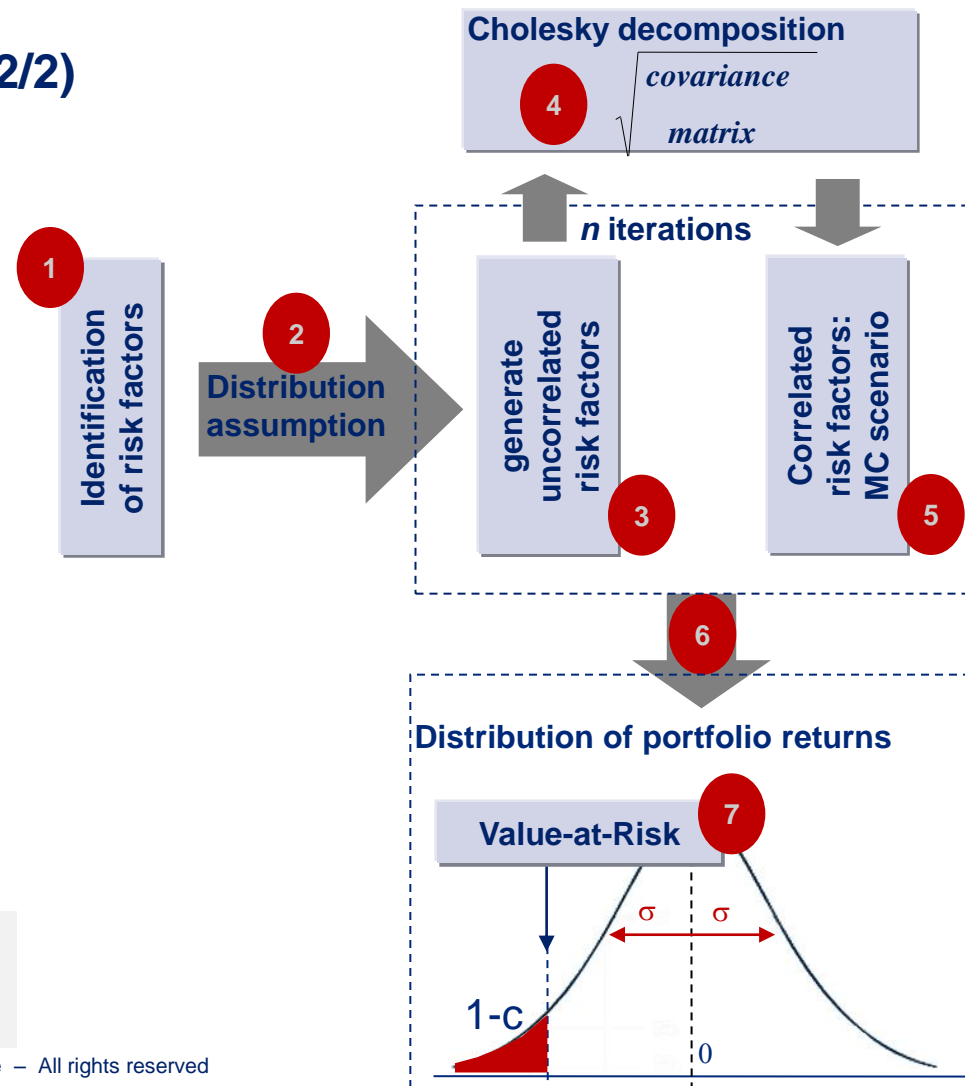 2/2)
Cholesky decomposition
4
covariance
matrix
n iterations
1
Identification
of risk factors
2
Distribution
assumption
generate
uncorrelated
risk factors
3
Correlated
risk factors:
MC scenario
5
6
Distribution of portfolio returns
7
Value-at-Risk
σ σ
1-c
0
– All rights reserved